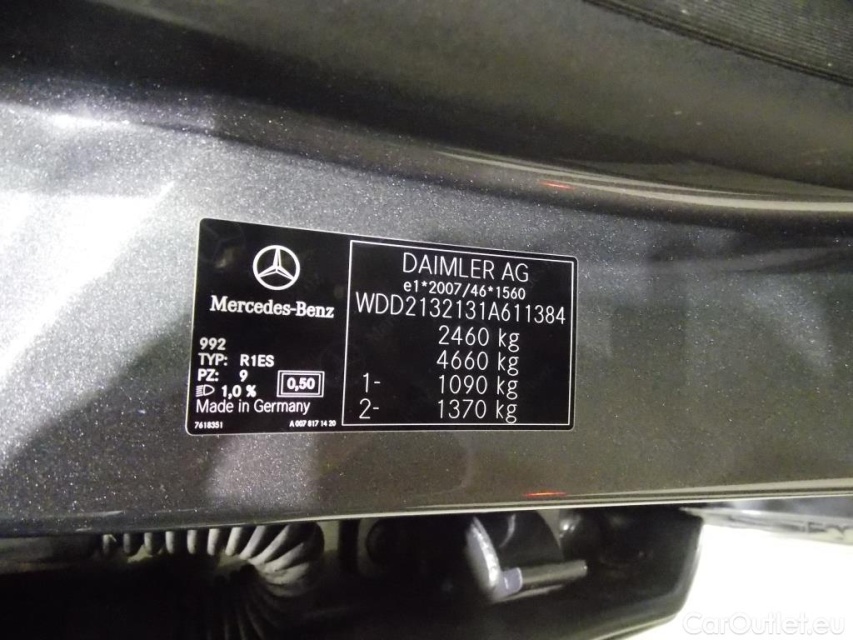 Mercedes-Benz
992
TYP: R1ES
PZ: 9
1,0 % 0,50
Made in Germany
7618351 A 007 817 14 20
DAIMLER AG
e1*2007/46*1560
WDD2132131A611384
2460 kg
4660 kg
1- 1090 kg
2- 1370 kg
CarOutlet.eu